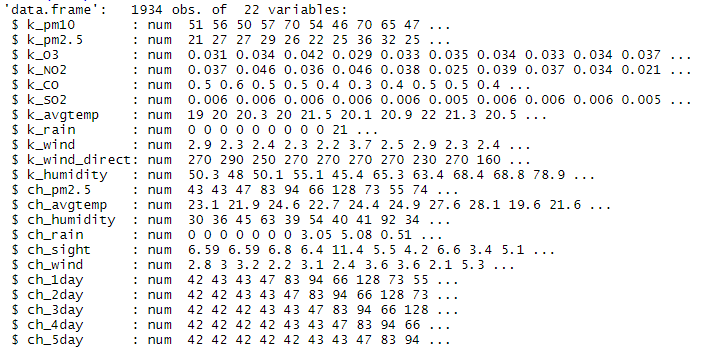 'data.frame':   1934 obs. of  22 variables:
 $ k_pm10       : num  51 56 50 57 70 54 46 70 65 47 ...
 $ k_pm2.5      : num  21 27 27 29 26 22 25 36 32 25 ...
 $ k_O3         : num  0.031 0.034 0.042 0.029 0.033 0.035 0.034 0.033 0.034 0.037 ...
 $ k_NO2        : num  0.037 0.046 0.036 0.046 0.038 0.025 0.039 0.037 0.034 0.021 ...
 $ k_CO         : num  0.5 0.6 0.5 0.5 0.4 0.3 0.4 0.5 0.5 0.4 ...
 $ k_SO2        : num  0.006 0.006 0.006 0.006 0.006 0.005 0.006 0.006 0.006 0.005 ...
 $ k_avgtemp    : num  19 20 20.3 20 21.5 20.1 20.9 22 21.3 20.5 ...
 $ k_rain       : num  0 0 0 0 0 0 0 0 0 21 ...
 $ k_wind       : num  2.9 2.3 2.4 2.3 2.2 3.7 2.5 2.9 2.3 2.4 ...
 $ k_wind_direct: num  270 290 250 270 270 270 270 230 270 160 ...
 $ k_humidity   : num  50.3 48 50.1 55.1 45.4 65.3 63.4 68.4 68.8 78.9 ...
 $ ch_pm2.5     : num  43 43 47 83 94 66 128 73 55 74 ...
 $ ch_avgtemp   : num  23.1 21.9 24.6 22.7 24.4 24.9 27.6 28.1 19.6 21.6 ...
 $ ch_humidity  : num  30 36 45 63 39 54 40 41 92 34 ...
 $ ch_rain      : num  0 0 0 0 0 0 0 3.05 5.08 0.51 ...
 $ ch_sight     : num  6.59 6.59 6.8 6.4 11.4 5.5 4.2 6.6 3.4 5.1 ...
 $ ch_wind      : num  2.8 3 3.2 2.2 3.1 2.4 3.6 3.6 2.1 5.3 ...
 $ ch_1day      : num  42 43 43 47 83 94 66 128 73 55 ...
 $ ch_2day      : num  42 42 43 43 47 83 94 66 128 73 ...
 $ ch_3day      : num  42 42 42 43 43 47 83 94 66 128 ...
 $ ch_4day      : num  42 42 42 42 43 43 47 83 94 66 ...
 $ ch_5day      : num  42 42 42 42 42 43 43 47 83 94 ...